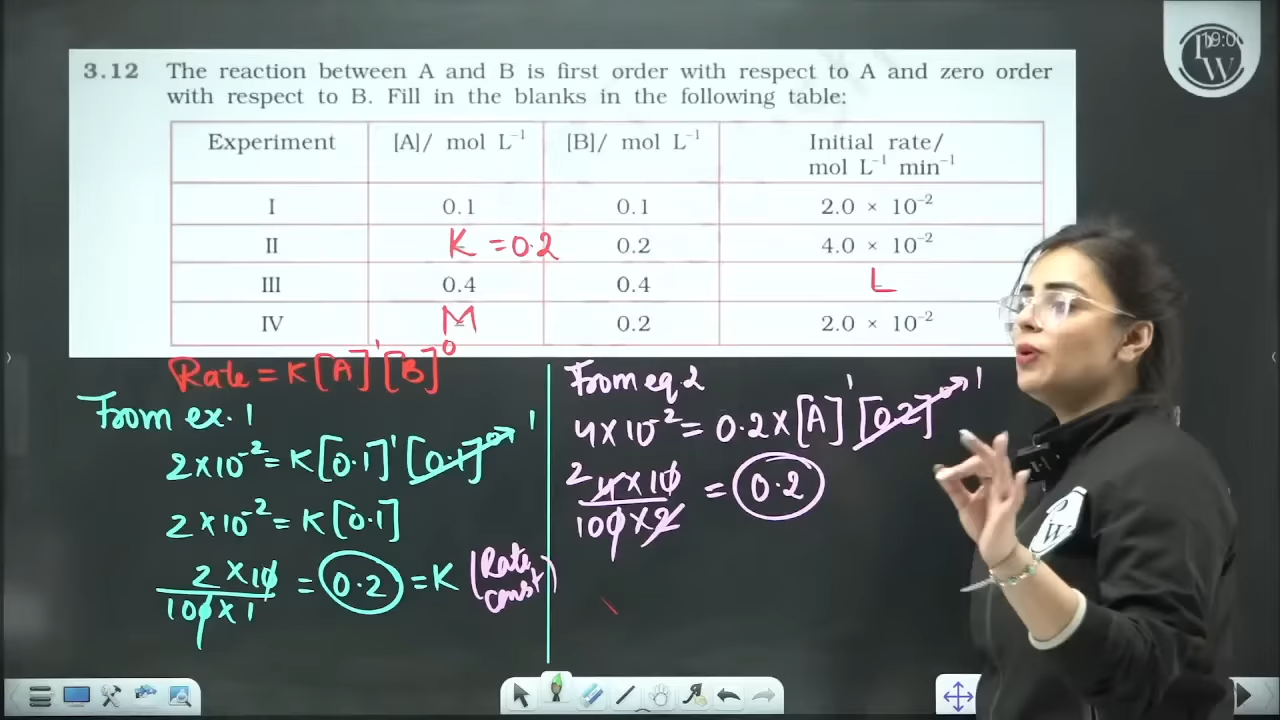 19:0
PW
3.12 The reaction between A and B is first order with respect to A and zero order
with respect to B. Fill in the blanks in the following table:
Experiment [A]/ mol L⁻¹ [B]/ mol L⁻¹ Initial rate/
mol L⁻¹ min⁻¹
I 0.1 0.1 2.0 × 10⁻²
II K = 0.2 0.2 4.0 × 10⁻²
III 0.4 0.4 L
IV M 0.2 2.0 × 10⁻²
Rate = K[A]¹[B]⁰
From ex. 1
2×10⁻² = K[0.1]¹[0.1]⁰ 1
2×10⁻² = K[0.1]
2×10/100×1 = 0.2 = K (Rate const)
From eq 2
4×10⁻² = 0.2×[A]¹[0.2]⁰ 1
2 4×10/100×2 = 0.2
W